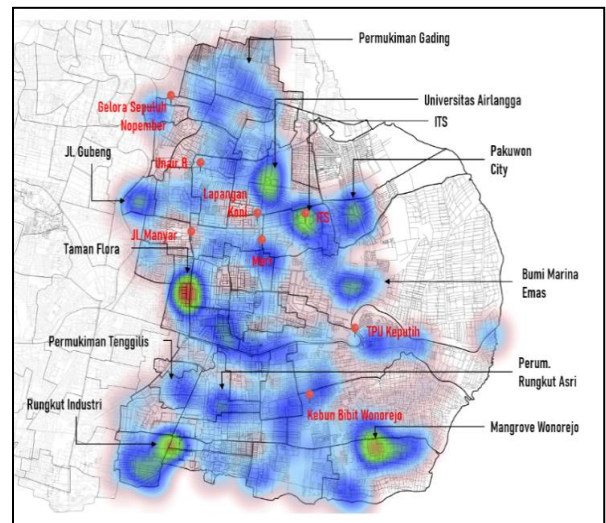 Permukiman Gading
Gelora Sepuluh
Nopember
Universitas Airlangga
ITS
Jl. Gubeng
Unair B
Pakuwon
City
Lapangan
Koni
ITS
Taman Flora
Jl. Manyar
Bumi Marina
Emas
TPU Keputih
Permukiman Tenggilis
Perum.
Rungkut Asri
Rungkut Industri
Kebun Bibit Wonorejo
Mangrove Wonorejo